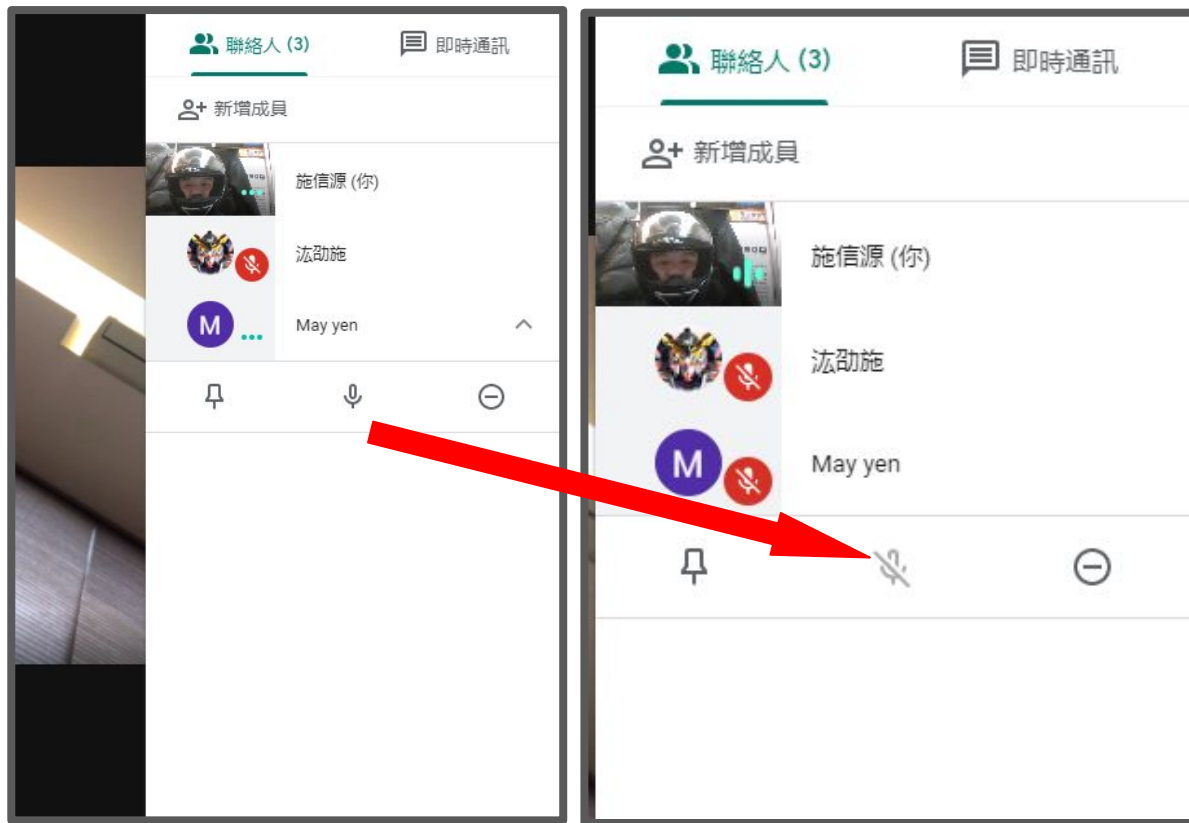 聯絡人 (3)
即時通訊
新增成員
施信源 (你)
汯劭施
May yen
M
聯絡人 (3)
即時通訊
新增成員
施信源 (你)
汯劭施
May yen
M